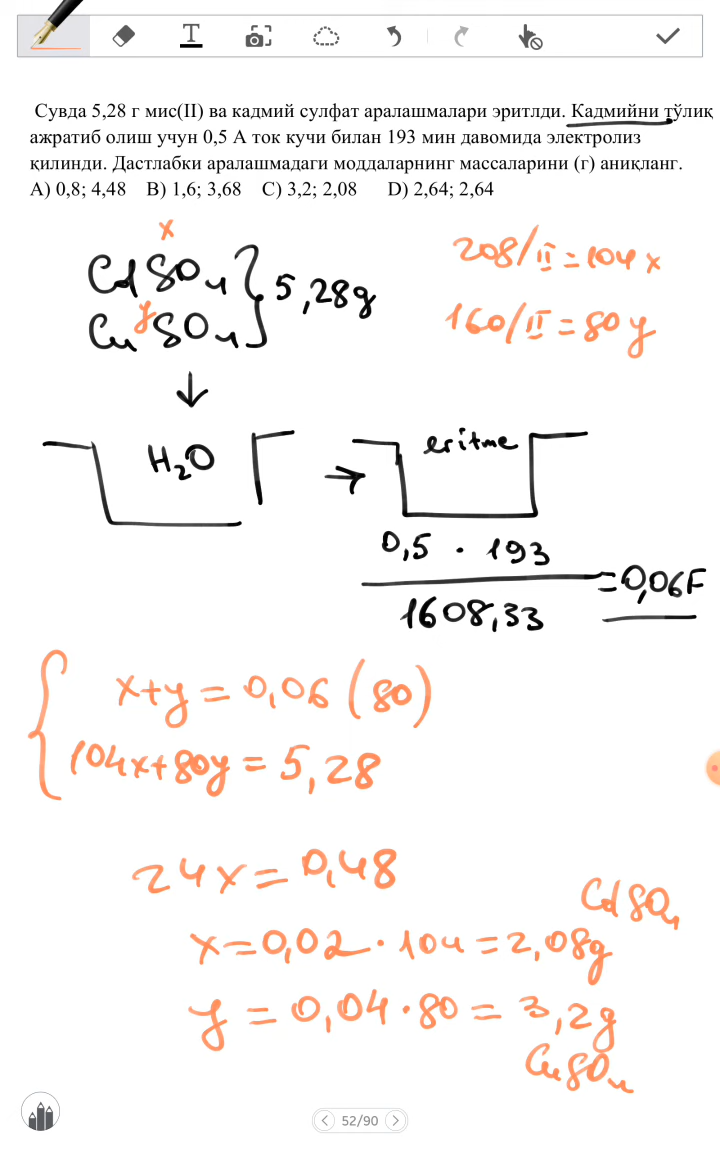 T
Сувда 5,28 г мис(II) ва кадмий сулфат аралашмалари эритлди. Кадмийни тўлиқ
ажратиб олиш учун 0,5 А ток кучи билан 193 мин давомида электролиз
қилинди. Дастлабки аралашмадаги моддаларнинг массаларини (г) аниқланг.
A) 0,8; 4,48 B) 1,6; 3,68 C) 3,2; 2,08 D) 2,64; 2,64
x
CdSO4
y
CuSO4
} 5,28g
208/II=104x
160/II=80y
↓
H2O → eritme
0,5 · 193
1608,33
=0,06F
x+y=0,06 (80)
104x+80y=5,28
24x=0,48
x=0,02·104=2,08g CdSO4
y=0,04·80=3,2g
CuSO4
52/90